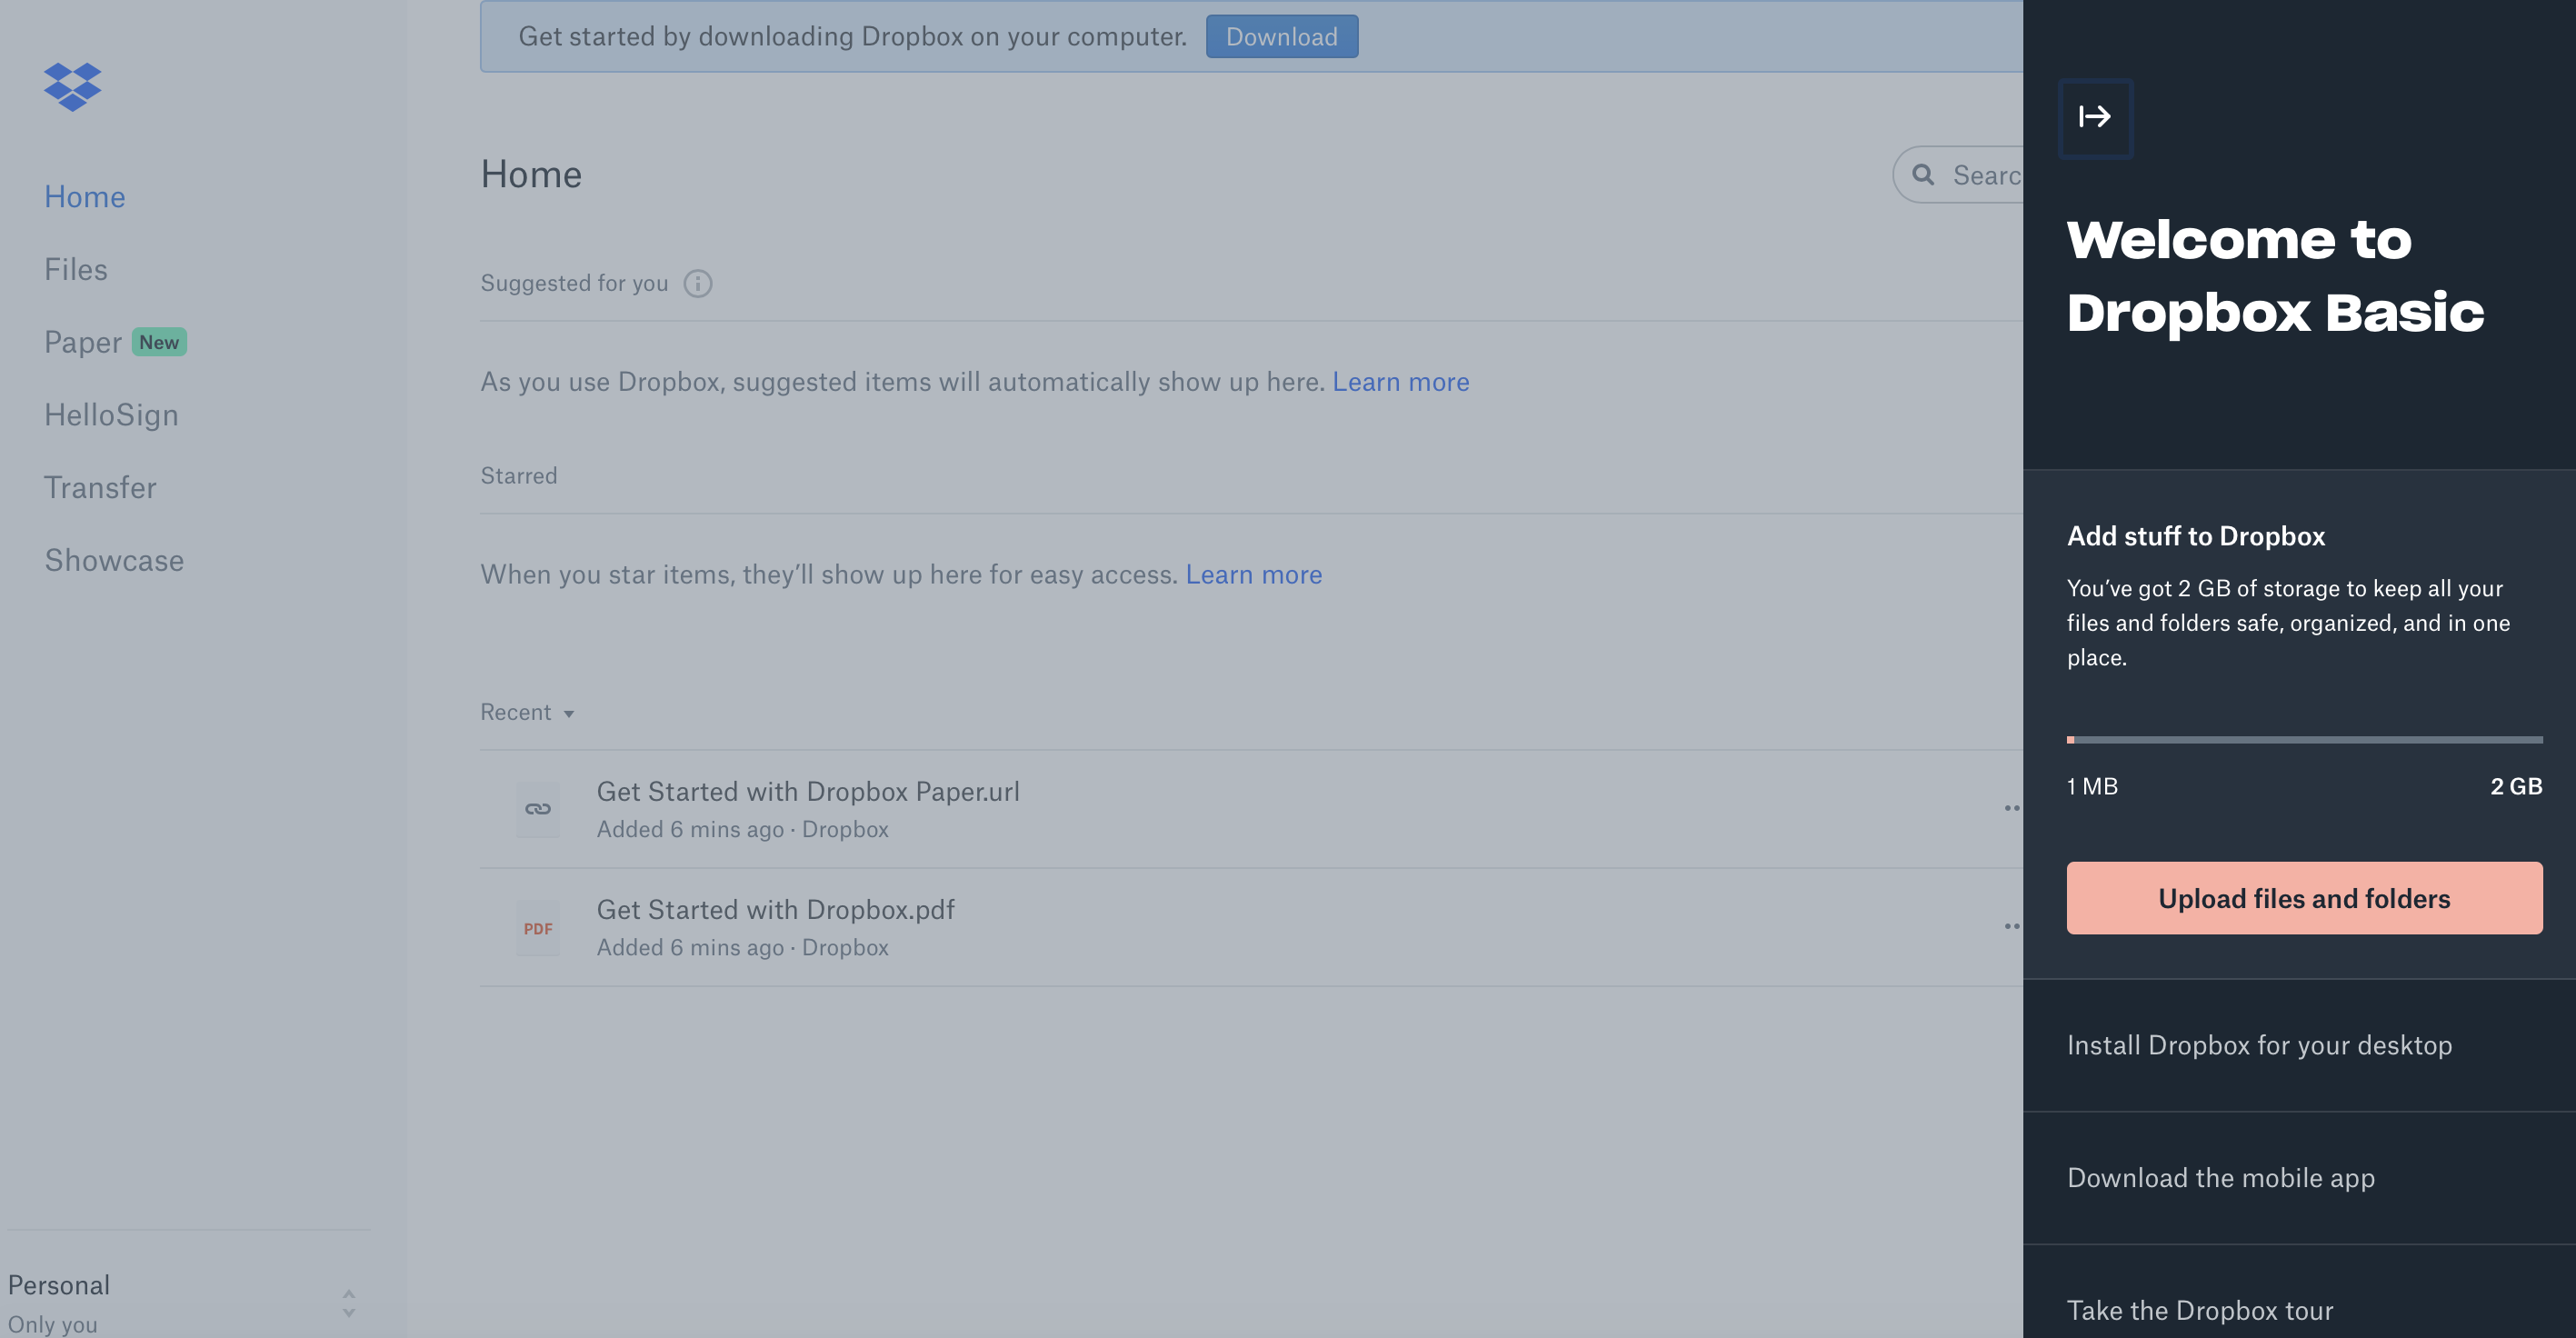 Get started by downloading Dropbox on your computer.
Download
Home
Files
Paper New
HelloSign
Transfer
Showcase
Personal
Only you
Home
Suggested for you
As you use Dropbox, suggested items will automatically show up here. Learn more
Starred
When you star items, they’ll show up here for easy access. Learn more
Recent
Get Started with Dropbox Paper.url
Added 6 mins ago · Dropbox
PDF
Get Started with Dropbox.pdf
Added 6 mins ago · Dropbox
Searc
Welcome to
Dropbox Basic
Add stuff to Dropbox
You’ve got 2 GB of storage to keep all your
files and folders safe, organized, and in one
place.
1 MB
2 GB
Upload files and folders
Install Dropbox for your desktop
Download the mobile app
Take the Dropbox tour